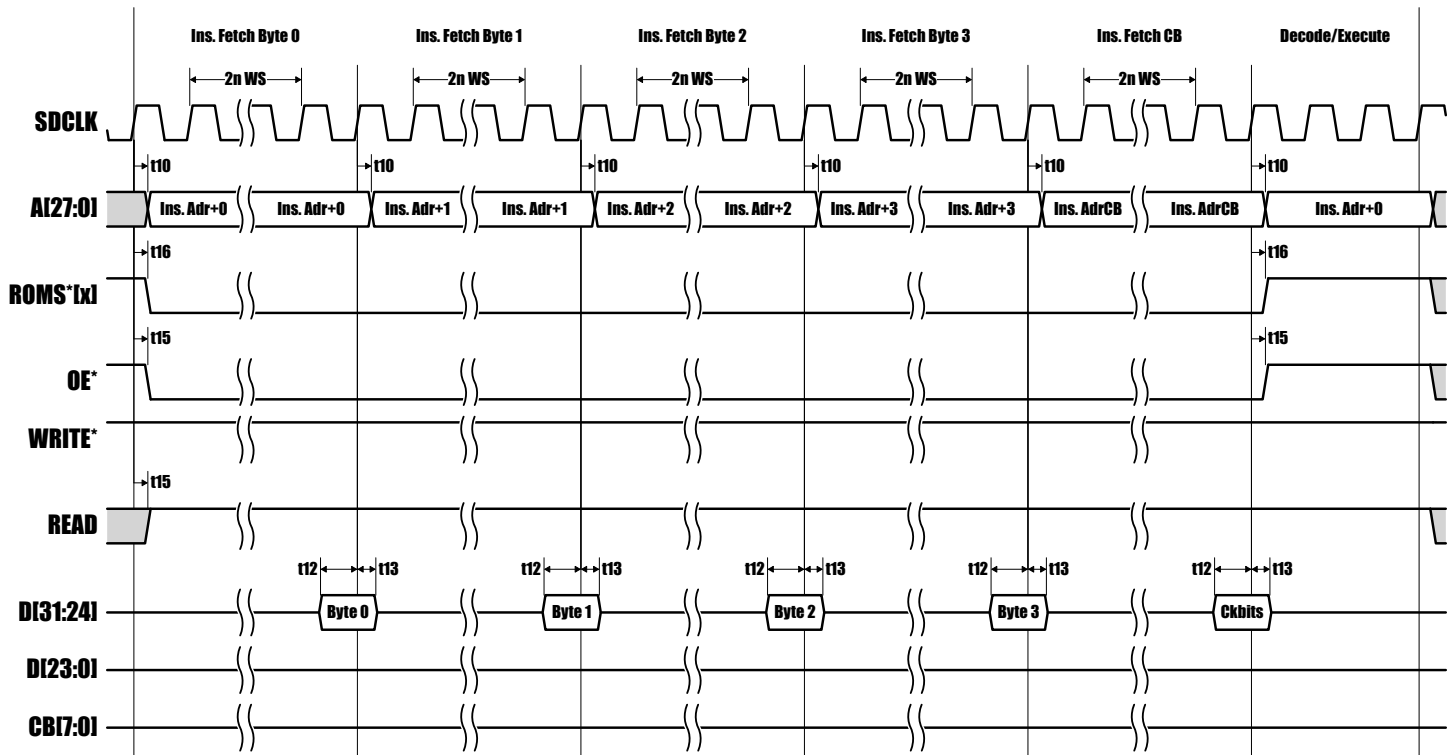 Ins. Fetch Byte 0 Ins. Fetch Byte 1 Ins. Fetch Byte 2 Ins. Fetch Byte 3 Ins. Fetch CB Decode/Execute
2n WS 2n WS 2n WS 2n WS 2n WS
SDCLK
t10 t10 t10 t10 t10 t10
A[27:0] Ins. Adr+0 Ins. Adr+0 Ins. Adr+1 Ins. Adr+1 Ins. Adr+2 Ins. Adr+2 Ins. Adr+3 Ins. Adr+3 Ins. AdrCB Ins. AdrCB Ins. Adr+0
t16 t16
ROMS*[x]
t15 t15
OE*
WRITE*
t15
READ
t12 t13 t12 t13 t12 t13 t12 t13 t12 t13
D[31:24] Byte 0 Byte 1 Byte 2 Byte 3 Ckbits
D[23:0]
CB[7:0]